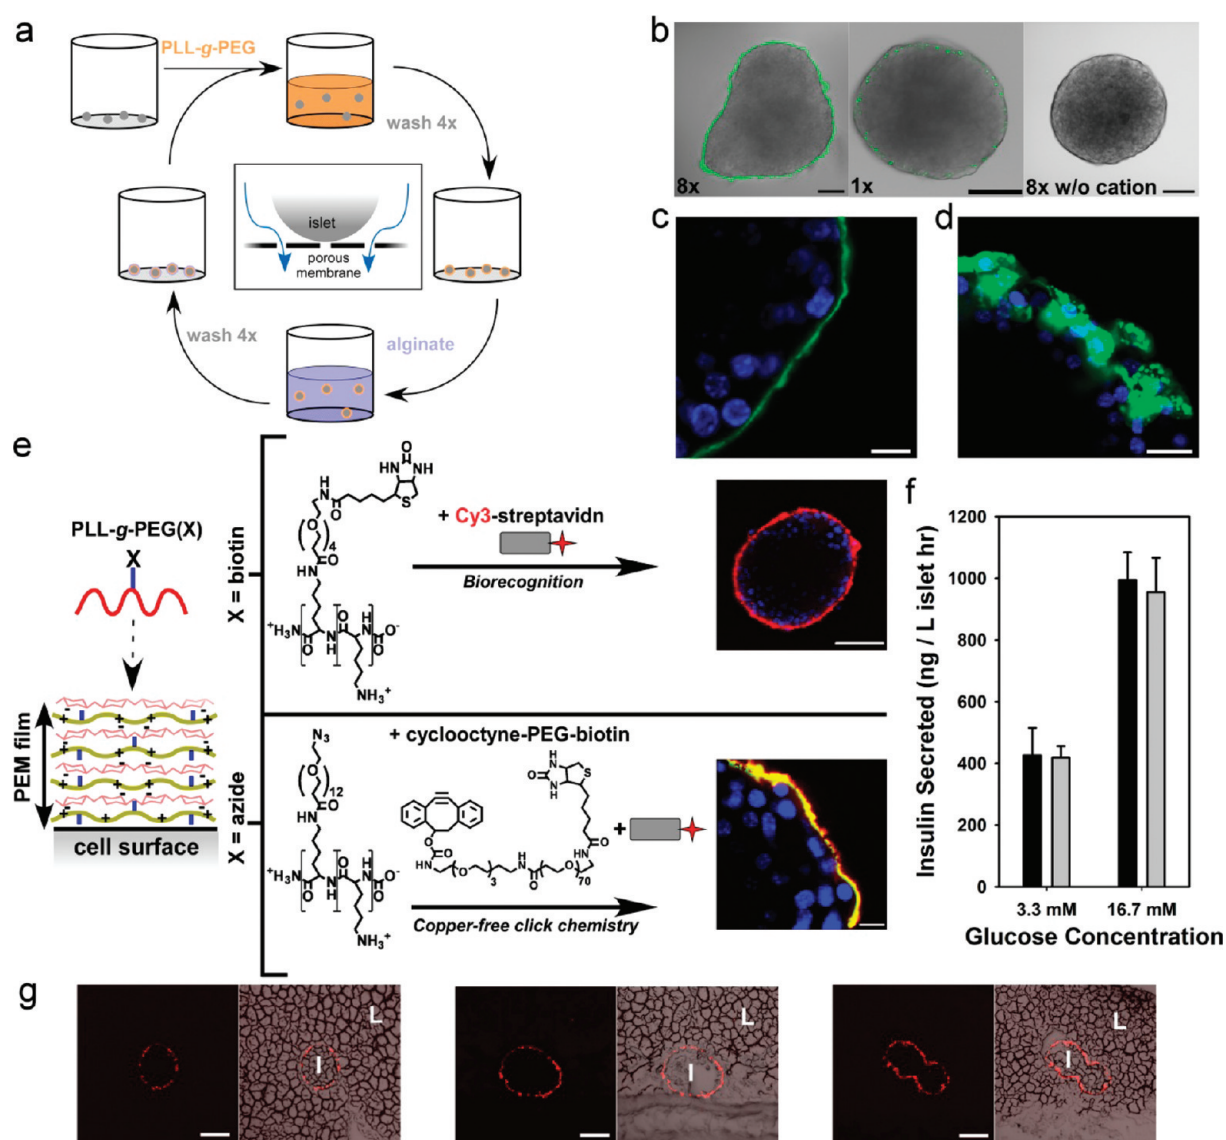 a
PLL-g-PEG
wash 4x
islet
porous
membrane
wash 4x
alginate
b
8x
1x
8x w/o cation
c
d
e
PLL-g-PEG(X)
X
PEM film
cell surface
X = biotin
+ Cy3-streptavidn
Biorecognition
X = azide
+ cyclooctyne-PEG-biotin
+
Copper-free click chemistry
O
HN
NH
S
H
N
O
O
4
O
HN
+H3N
O
H
N
N
H
O
CO2-
NH3+
N3
O
12
O
HN
+H3N
O
H
N
N
H
O
CO2-
NH3+
H
N
O
N
H
S
O
O
HN
O
3
HN
O
O
70
NH
O
f
Insulin Secreted (ng / L islet hr)
1200
1000
800
600
400
200
0
3.3 mM
16.7 mM
Glucose Concentration
g
L
I
L
I
L
I